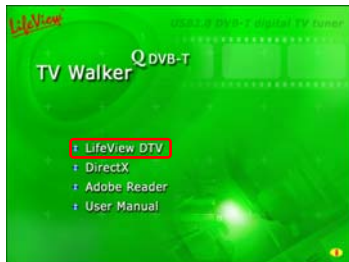 LifeView
USB2.0 DVB-T digital TV tuner
TV Walker Q DVB-T
LifeView DTV
DirectX
Adobe Reader
User Manual